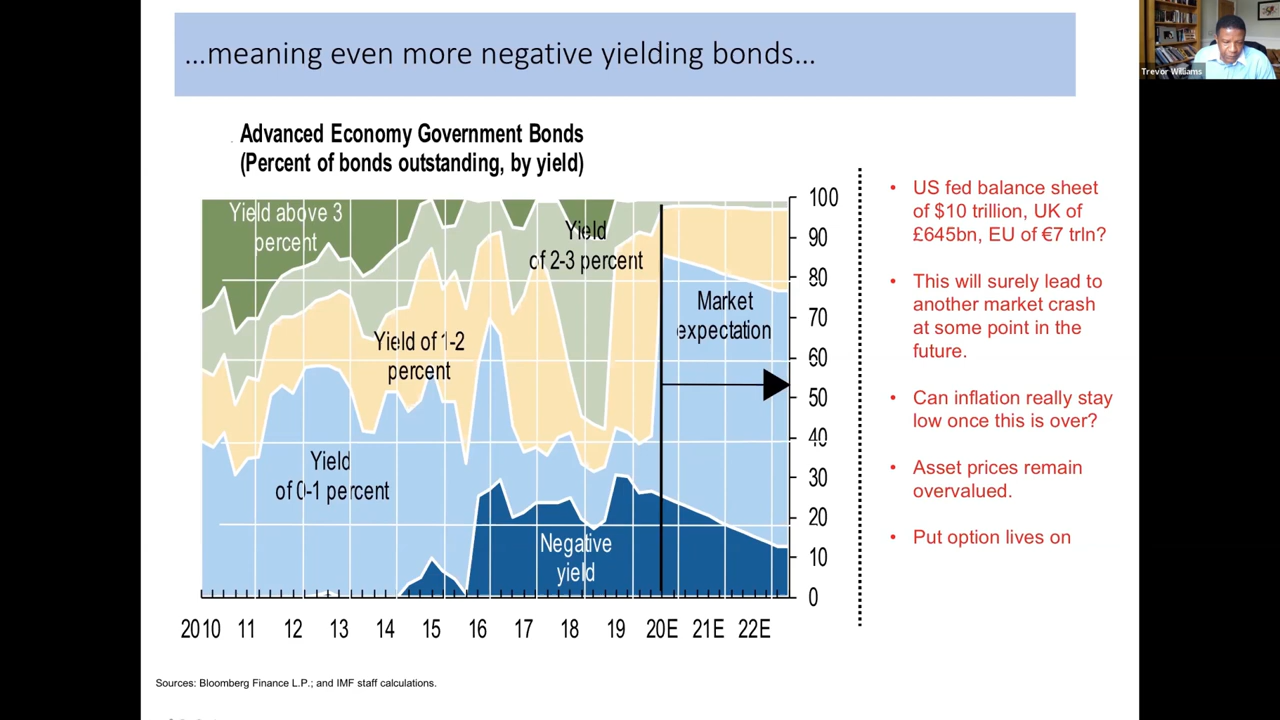 …meaning even more negative yielding bonds…
Trevor Williams
Advanced Economy Government Bonds
(Percent of bonds outstanding, by yield)
Yield above 3
percent
Yield
of 2-3 percent
Market
expectation
Yield of 1-2
percent
Yield
of 0-1 percent
Negative
yield
100
90
80
70
60
50
40
30
20
10
0
2010 11 12 13 14 15 16 17 18 19 20E 21E 22E
• US fed balance sheet
of $10 trillion, UK of
£645bn, EU of €7 trln?
• This will surely lead to
another market crash
at some point in the
future.
• Can inflation really stay
low once this is over?
• Asset prices remain
overvalued.
• Put option lives on
Sources: Bloomberg Finance L.P.; and IMF staff calculations.